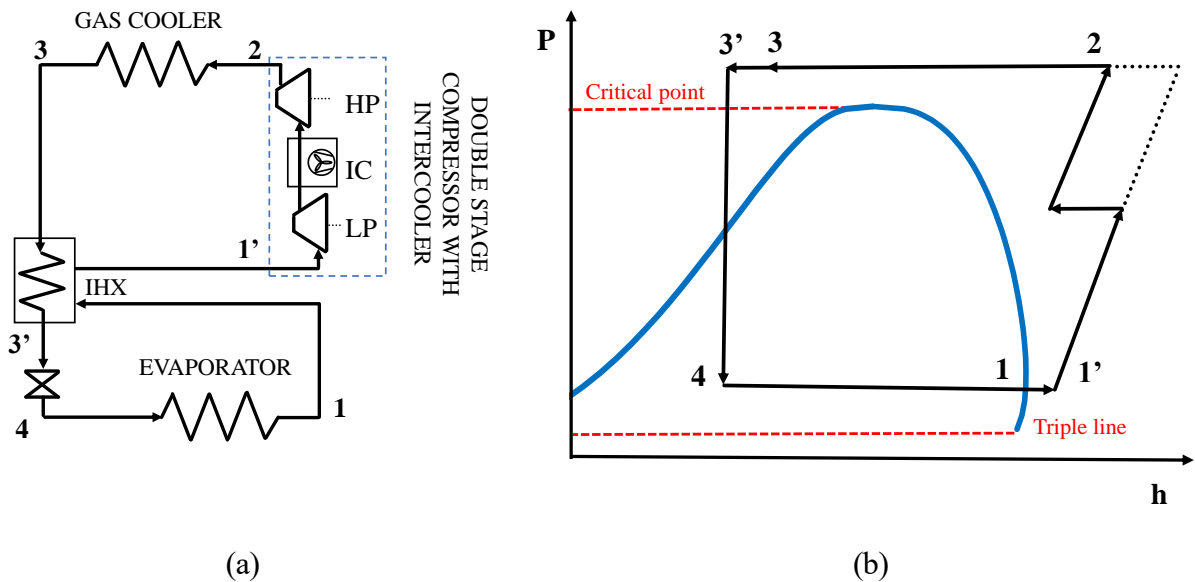 GAS COOLER
3
2
HP
IC
LP
DOUBLE STAGE
COMPRESSOR WITH
INTERCOOLER
1’
IHX
3’
EVAPORATOR
4
1
(a)
P
3’ 3
2
Critical point
4
1
1’
Triple line
h
(b)